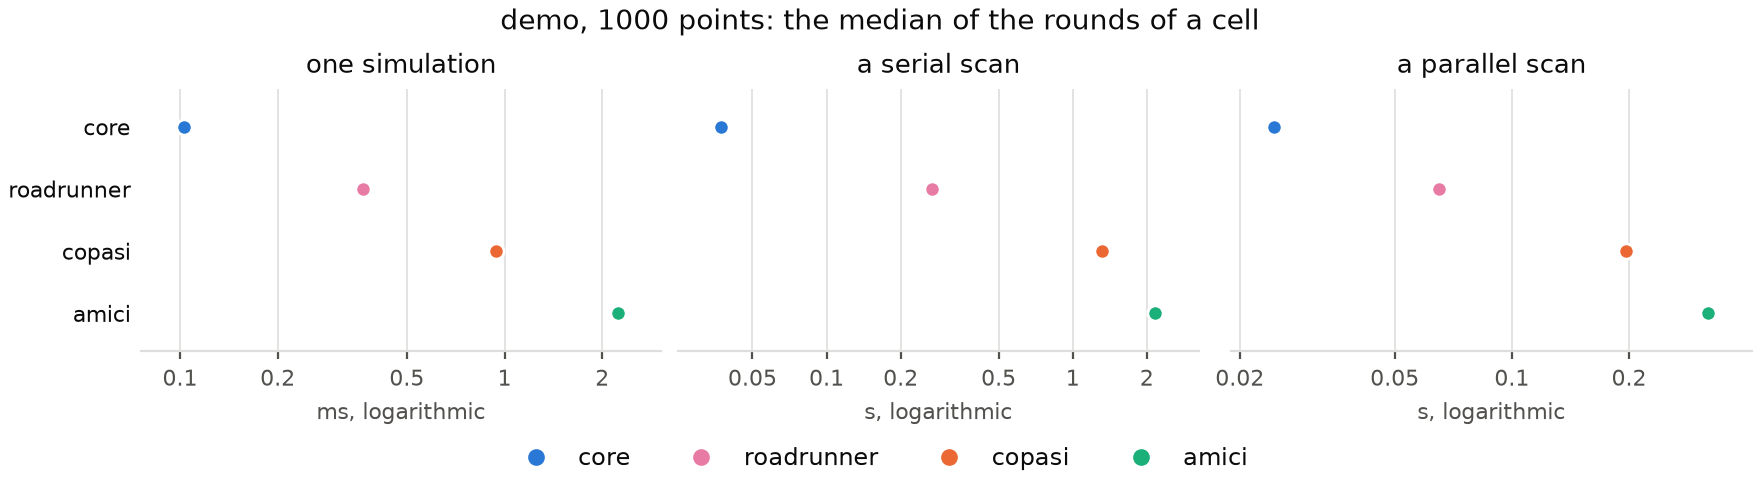 demo, 1000 points: the median of the rounds of a cell
one simulation a serial scan a parallel scan
core
roadrunner
copasi
amici
0.1 0.2 0.5 1 2 0.05 0.1 0.2 0.5 1 2 0.02 0.05 0.1 0.2
ms, logarithmic s, logarithmic s, logarithmic
core roadrunner copasi amici